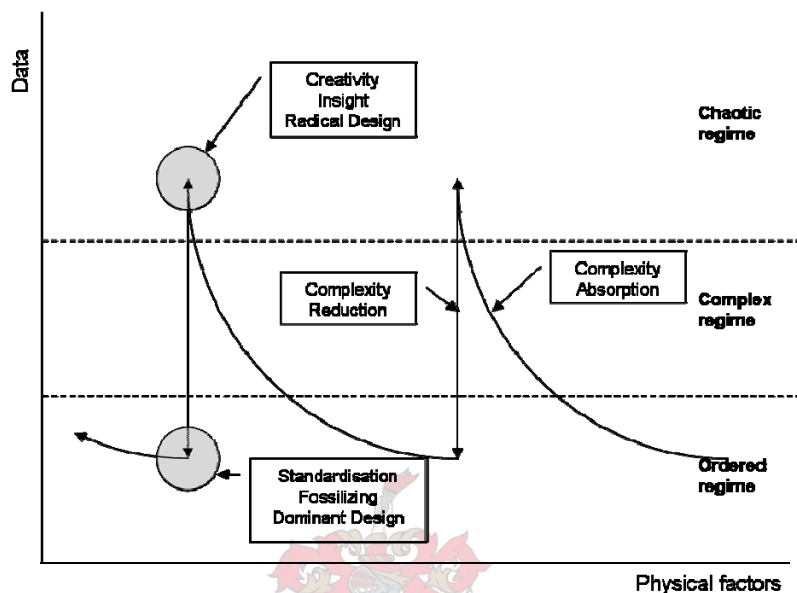 Data
Creativity
Insight
Radical Design
Chaotic
regime
Complexity
Reduction
Complexity
Absorption
Complex
regime
Standardisation
Fossilizing
Dominant Design
Ordered
regime
Physical factors